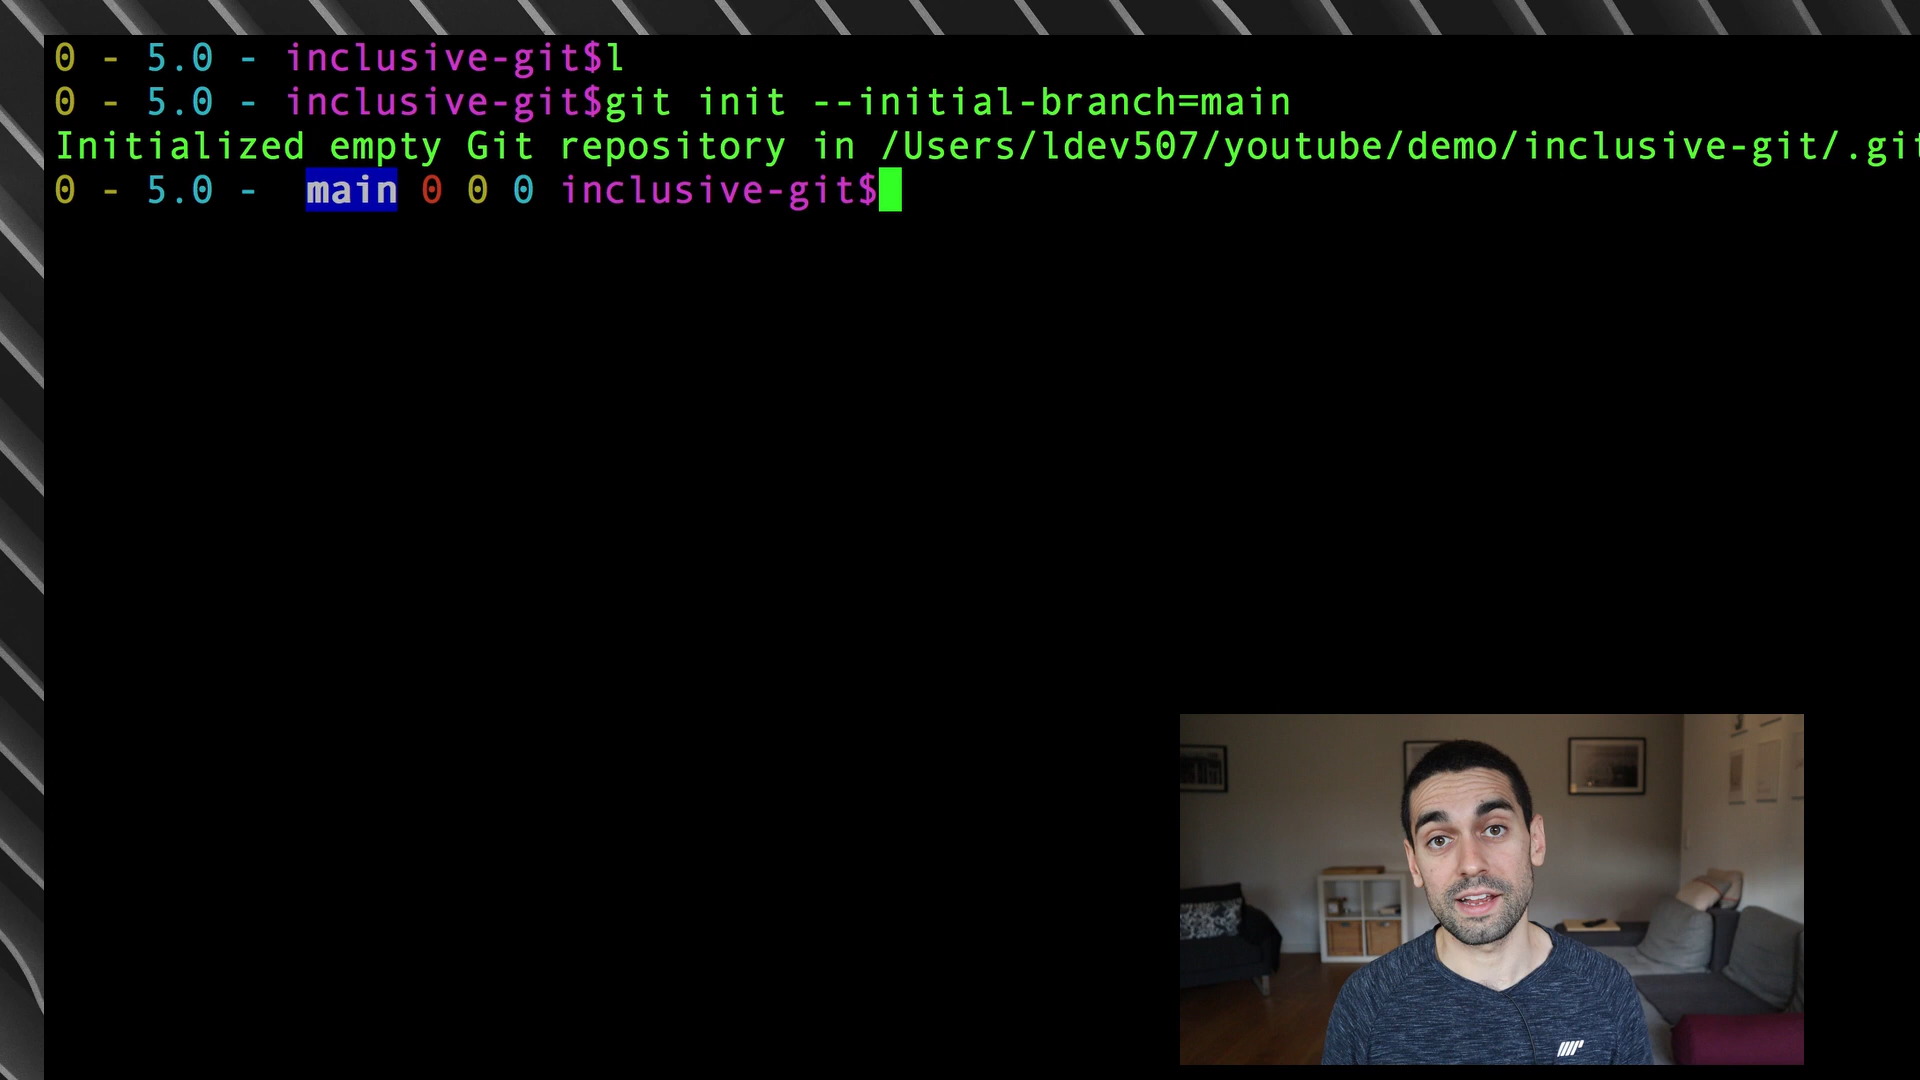 0 - 5.0 - inclusive-git$l
0 - 5.0 - inclusive-git$git init --initial-branch=main
Initialized empty Git repository in /Users/ldev507/youtube/demo/inclusive-git/.git
0 - 5.0 - main 0 0 0 inclusive-git$